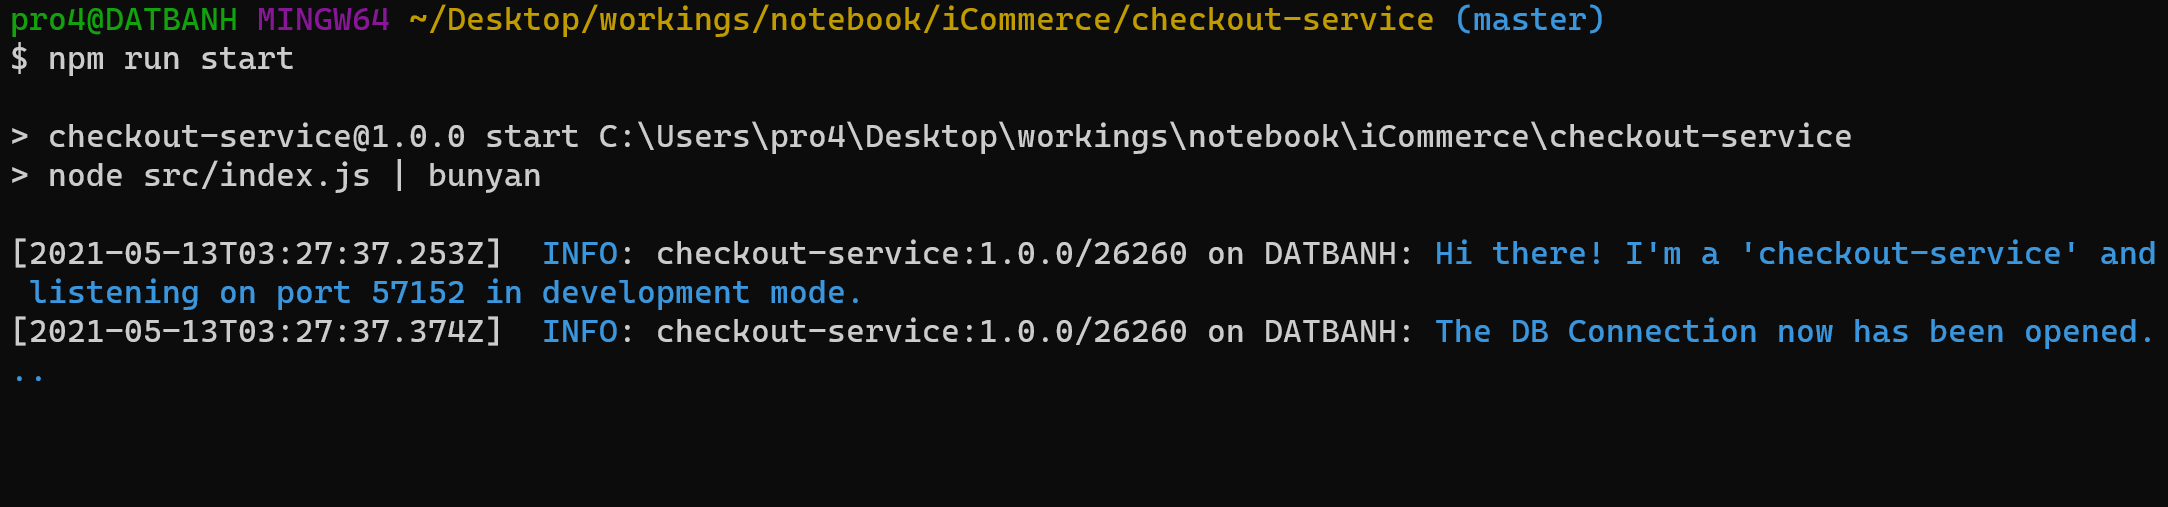 pro4@DATBANH MINGW64 ~/Desktop/workings/notebook/iCommerce/checkout-service (master)
$ npm run start
> checkout-service@1.0.0 start C:\Users\pro4\Desktop\workings\notebook\iCommerce\checkout-service
> node src/index.js | bunyan
[2021-05-13T03:27:37.253Z]  INFO: checkout-service:1.0.0/26260 on DATBANH: Hi there! I'm a 'checkout-service' and
 listening on port 57152 in development mode.
[2021-05-13T03:27:37.374Z]  INFO: checkout-service:1.0.0/26260 on DATBANH: The DB Connection now has been opened.
..